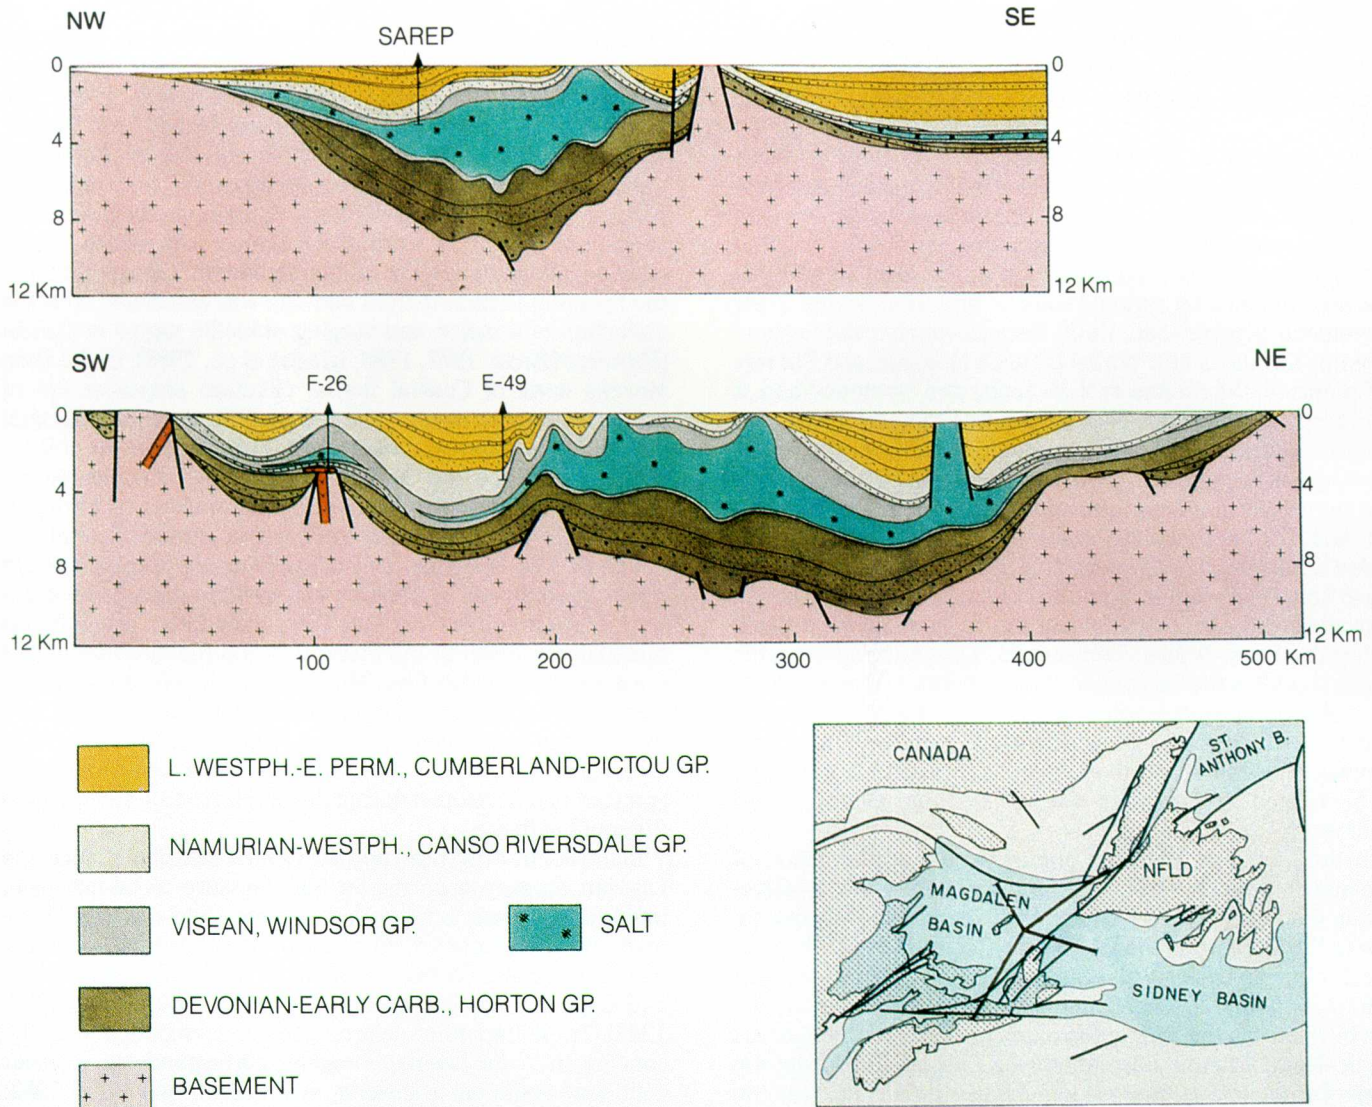 NW
SE
SAREP
0
4
8
12 Km
0
4
8
12 Km
SW
NE
F-26
E-49
0
4
8
12 Km
0
4
8
12 Km
100
200
300
400
500 Km
L. WESTPH.-E. PERM., CUMBERLAND-PICTOU GP.
NAMURIAN-WESTPH., CANSO RIVERSDALE GP.
VISEAN, WINDSOR GP.
SALT
DEVONIAN-EARLY CARB., HORTON GP.
BASEMENT
CANADA
ST.
ANTHONY B.
NFLD
MAGDALEN
BASIN
SIDNEY BASIN